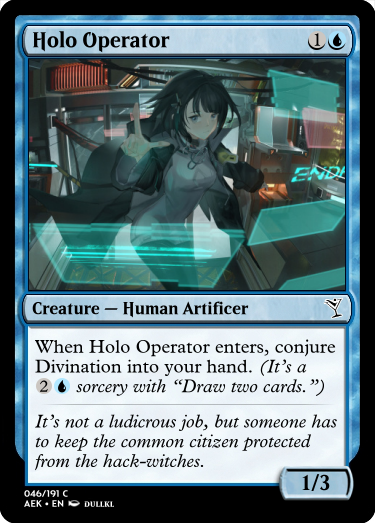 Holo Operator 1
Creature — Human Artificer
When Holo Operator enters, conjure
Divination into your hand. (It's a
2 sorcery with “Draw two cards.”)
It's not a ludicrous job, but someone has
to keep the common citizen protected
from the hack-witches.
1/3
046/191 C
AEK • EN DULLKL